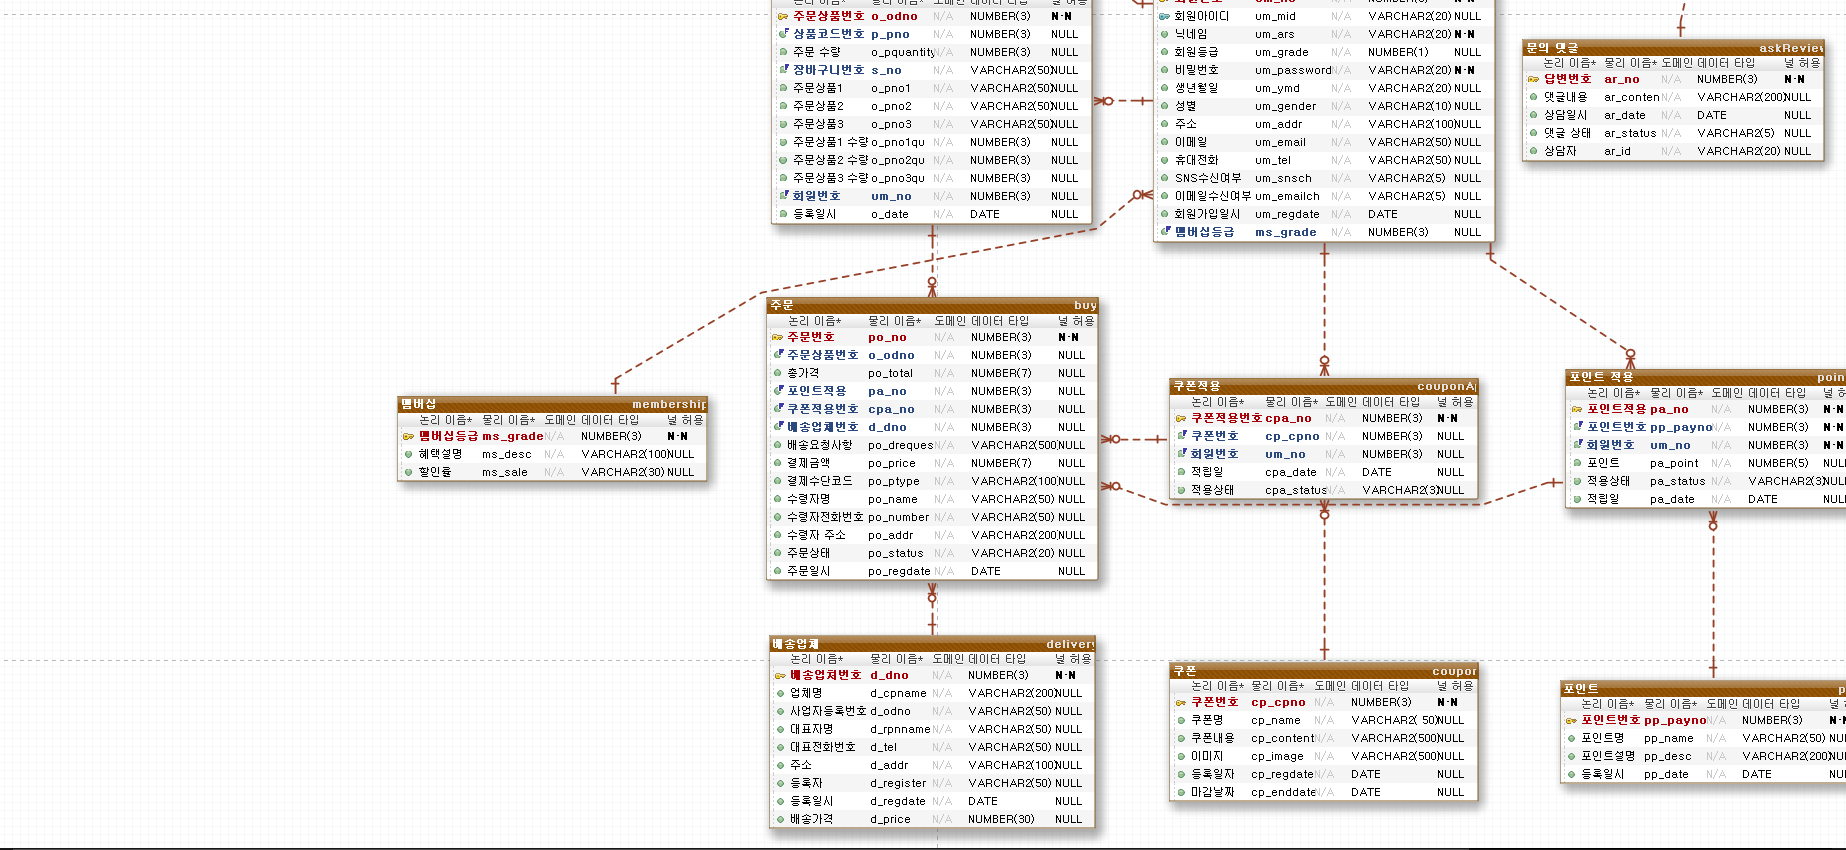 주문상품번호 o_odno N/A NUMBER(3) N-N
상품코드번호 p_pno N/A NUMBER(3) NULL
주문 수량 o_pquantity N/A NUMBER(3) NULL
장바구니번호 s_no N/A VARCHAR2(50) NULL
주문상품1 o_pno1 N/A VARCHAR2(50) NULL
주문상품2 o_pno2 N/A VARCHAR2(50) NULL
주문상품3 o_pno3 N/A VARCHAR2(50) NULL
주문상품1 수량 o_pno1qu N/A NUMBER(3) NULL
주문상품2 수량 o_pno2qu N/A NUMBER(3) NULL
주문상품3 수량 o_pno3qu N/A NUMBER(3) NULL
회원번호 um_no N/A NUMBER(3) NULL
등록일시 o_date N/A DATE NULL
회원아이디 um_mid N/A VARCHAR2(20) NULL
닉네임 um_ars N/A VARCHAR2(20) N-N
회원등급 um_grade N/A NUMBER(1) NULL
비밀번호 um_password N/A VARCHAR2(20) N-N
생년월일 um_ymd N/A VARCHAR2(20) NULL
성별 um_gender N/A VARCHAR2(10) NULL
주소 um_addr N/A VARCHAR2(100) NULL
이메일 um_email N/A VARCHAR2(50) NULL
휴대전화 um_tel N/A VARCHAR2(50) NULL
SNS수신여부 um_snsch N/A VARCHAR2(5) NULL
이메일수신여부 um_emailch N/A VARCHAR2(5) NULL
회원가입일시 um_regdate N/A DATE NULL
멤버십등급 ms_grade N/A NUMBER(3) NULL
문의 댓글 askReview
논리 이름* 물리 이름* 도메인 데이터 타입 널 허용
답변번호 ar_no N/A NUMBER(3) N-N
댓글내용 ar_conten N/A VARCHAR2(200) NULL
상담일시 ar_date N/A DATE NULL
댓글 상태 ar_status N/A VARCHAR2(5) NULL
상담자 ar_id N/A VARCHAR2(20) NULL
주문 buy
논리 이름* 물리 이름* 도메인 데이터 타입 널 허용
주문번호 po_no N/A NUMBER(3) N-N
주문상품번호 o_odno N/A NUMBER(3) NULL
총가격 po_total N/A NUMBER(7) NULL
포인트적용 pa_no N/A NUMBER(3) NULL
쿠폰적용번호 cpa_no N/A NUMBER(3) NULL
배송업체번호 d_dno N/A NUMBER(3) NULL
배송요청사항 po_dreques N/A VARCHAR2(500) NULL
결제금액 po_price N/A NUMBER(7) NULL
결제수단코드 po_ptype N/A VARCHAR2(100) NULL
수령자명 po_name N/A VARCHAR2(50) NULL
수령자전화번호 po_number N/A VARCHAR2(50) NULL
수령자 주소 po_addr N/A VARCHAR2(200) NULL
주문상태 po_status N/A VARCHAR2(20) NULL
주문일시 po_regdate N/A DATE NULL
멤버십 membership
논리 이름* 물리 이름* 도메인 데이터 타입 널 허용
멤버십등급 ms_grade N/A NUMBER(3) N-N
혜택설명 ms_desc N/A VARCHAR2(100) NULL
할인율 ms_sale N/A VARCHAR2(30) NULL
쿠폰적용 couponA
논리 이름* 물리 이름* 도메인 데이터 타입 널 허용
쿠폰적용번호 cpa_no N/A NUMBER(3) N-N
쿠폰번호 cp_cpno N/A NUMBER(3) NULL
회원번호 um_no N/A NUMBER(3) NULL
적립일 cpa_date N/A DATE NULL
적용상태 cpa_status N/A VARCHAR2(3) NULL
포인트 적용 poin
논리 이름* 물리 이름* 도메인 데이터 타입 널 허
포인트적용 pa_no N/A NUMBER(3) N-N
포인트번호 pp_payno N/A NUMBER(3) N-N
회원번호 um_no N/A NUMBER(3) N-N
포인트 pa_point N/A NUMBER(5) NULL
적용상태 pa_status N/A VARCHAR2(3) NULL
적립일 pa_date N/A DATE NULL
배송업체 delivery
논리 이름* 물리 이름* 도메인 데이터 타입 널 허용
배송업처번호 d_dno N/A NUMBER(3) N-N
업체명 d_cpname N/A VARCHAR2(200) NULL
사업자등록번호 d_odno N/A VARCHAR2(50) NULL
대표자명 d_rpnname N/A VARCHAR2(50) NULL
대표전화번호 d_tel N/A VARCHAR2(50) NULL
주소 d_addr N/A VARCHAR2(100) NULL
등록자 d_register N/A VARCHAR2(50) NULL
등록일시 d_regdate N/A DATE NULL
배송가격 d_price N/A NUMBER(30) NULL
쿠폰 coupon
논리 이름* 물리 이름* 도메인 데이터 타입 널 허용
쿠폰번호 cp_cpno N/A NUMBER(3) N-N
쿠폰명 cp_name N/A VARCHAR2( 50) NULL
쿠폰내용 cp_content N/A VARCHAR2(500) NULL
이미지 cp_image N/A VARCHAR2(500) NULL
등록일자 cp_regdate N/A DATE NULL
마감날짜 cp_enddate N/A DATE NULL
포인트 p
논리 이름* 물리 이름* 도메인 데이터 타입 널
포인트번호 pp_payno N/A NUMBER(3) N-N
포인트명 pp_name N/A VARCHAR2(50) NU
포인트설명 pp_desc N/A VARCHAR2(200) NU
등록일시 pp_date N/A DATE NU